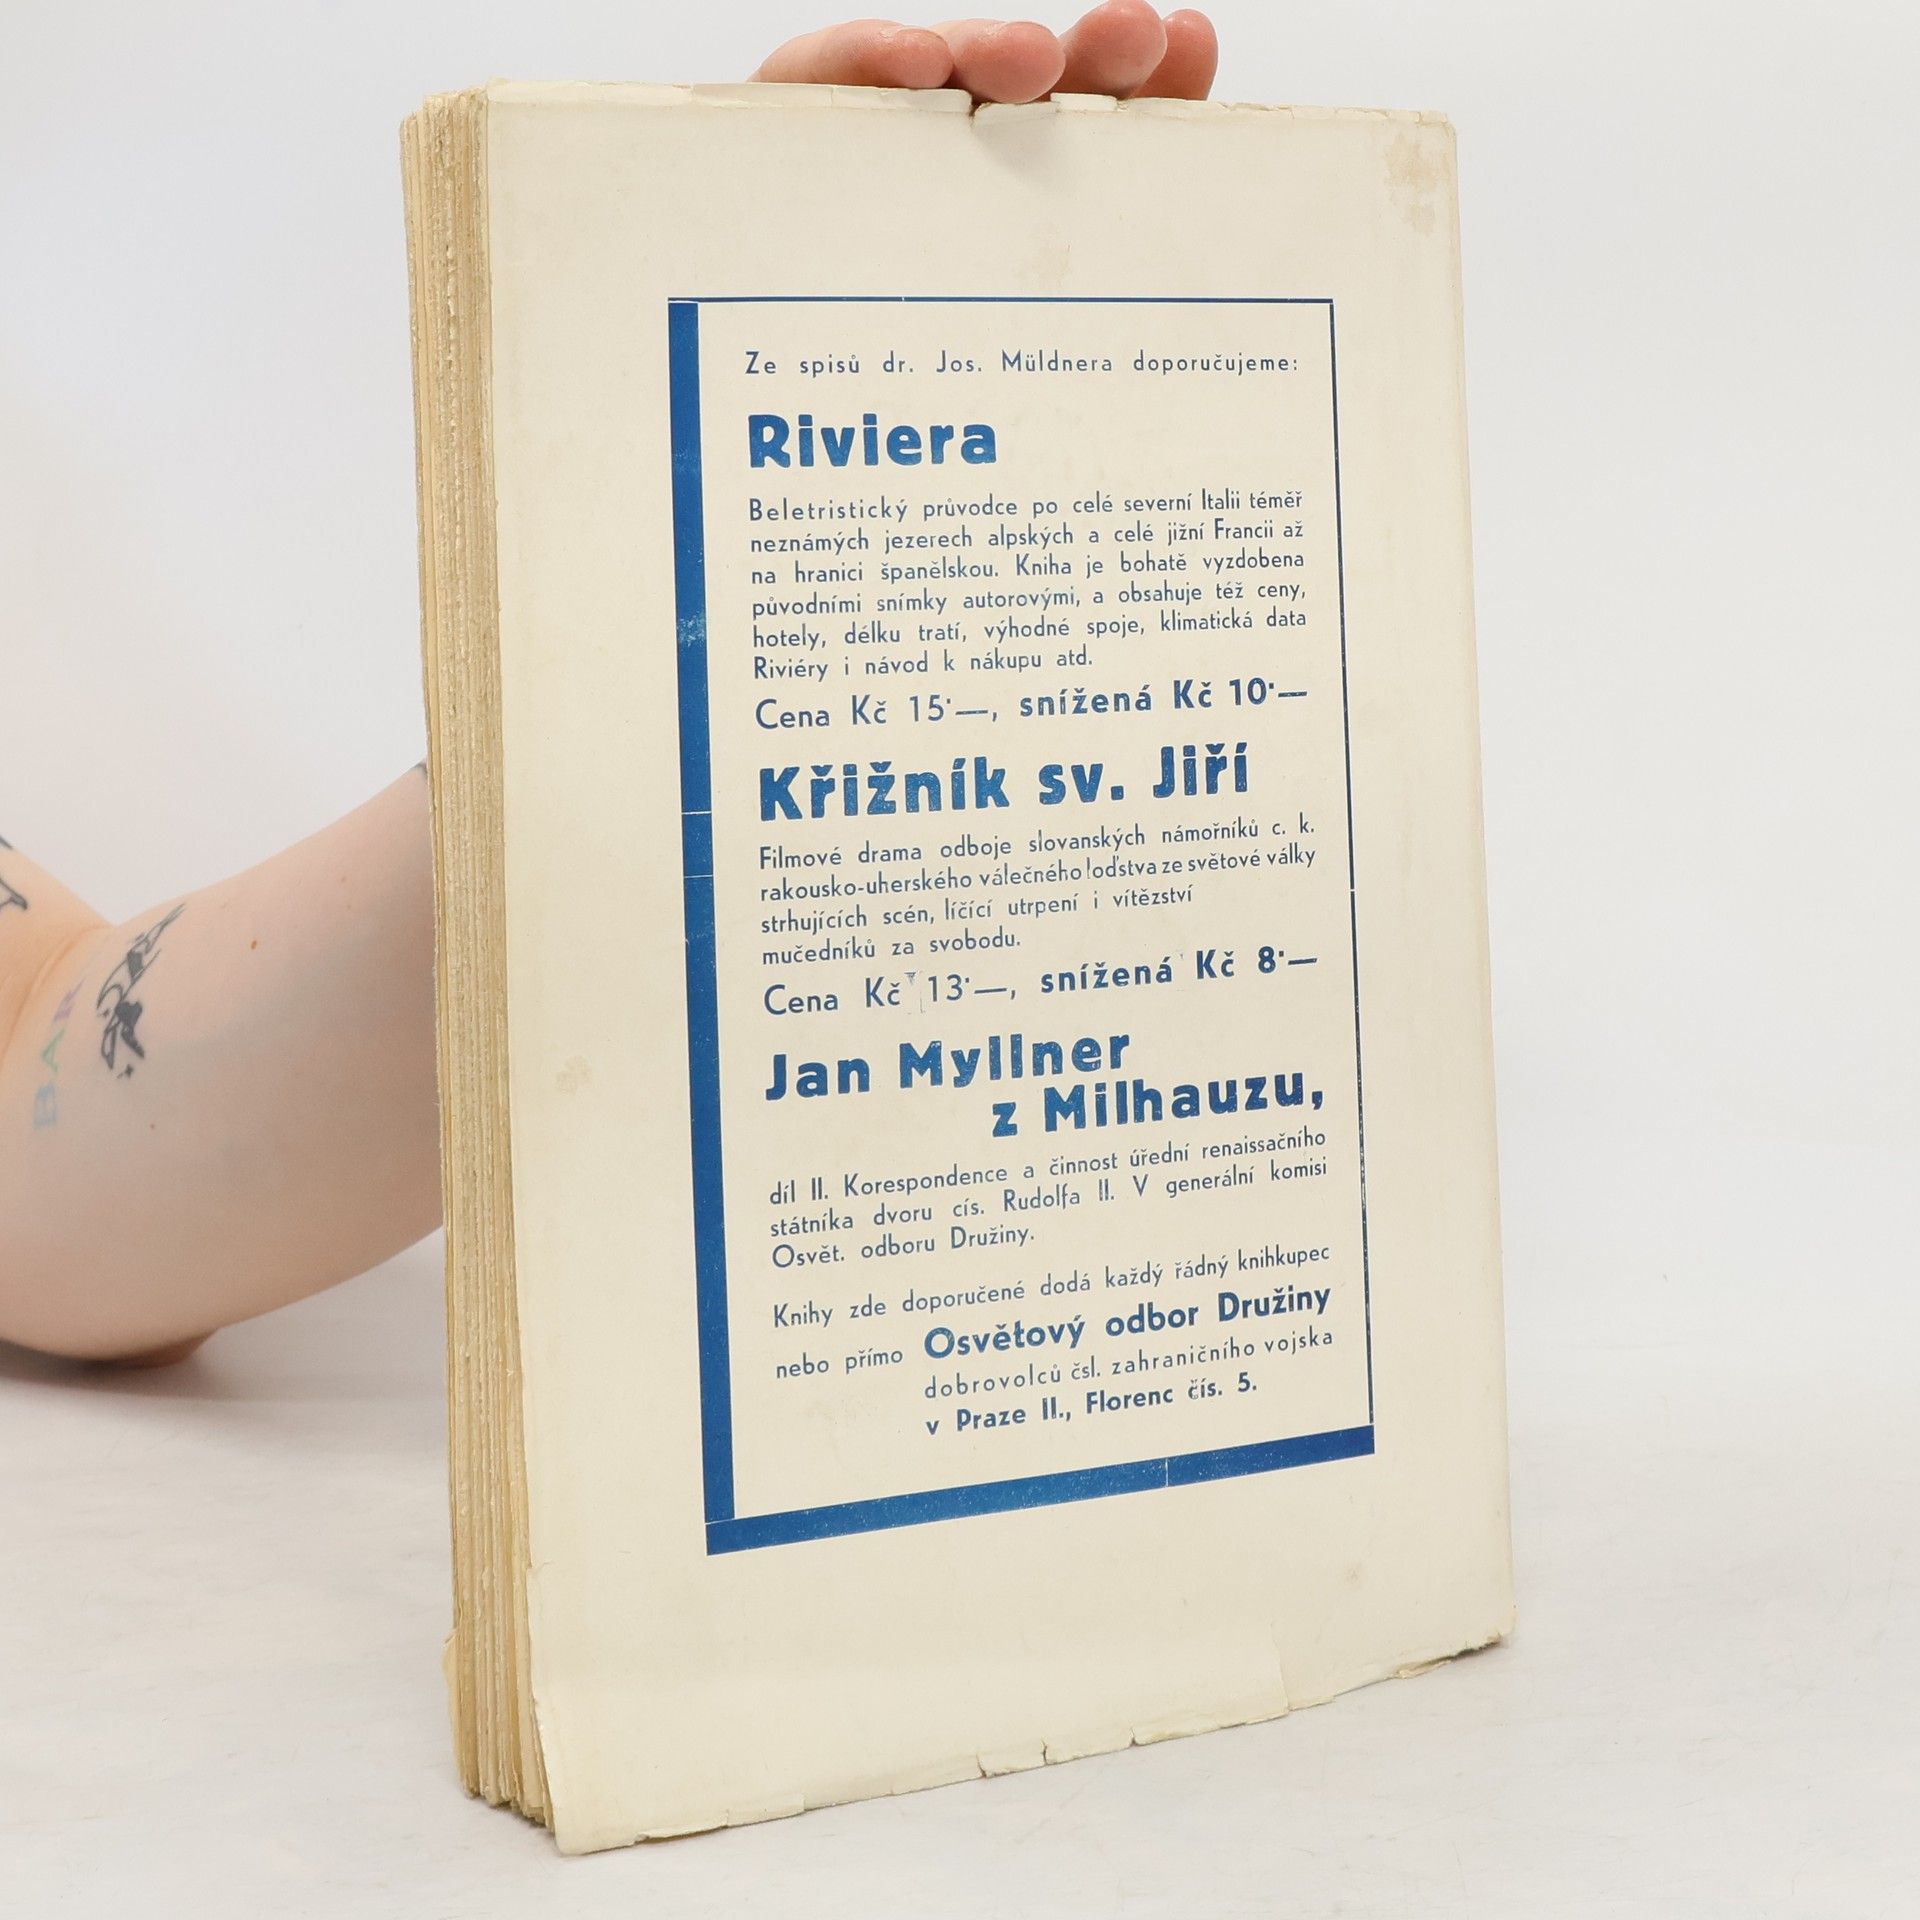 Ze spisů dr. Jos. Müldnera doporučujeme:
Riviera
Beletristický průvodce po celé severní Italii téměř
neznámých jezerech alpských a celé jižní Francii až
na hranici španělskou. Kniha je bohatě vyzdobena
původními snímky autorovými, a obsahuje též ceny,
hotely, délku tratí, výhodné spoje, klimatická data
Riviéry i návod k nákupu atd.
Cena Kč 15·—, snížená Kč 10·—
Křižník sv. Jiří
Filmové drama odboje slovanských námořníků c. k.
rakousko-uherského válečného loďstva ze světové války
strhujících scén, líčící utrpení i vítězství
mučedníků za svobodu.
Cena Kč 13·—, snížená Kč 8·—
Jan Myllner
z Milhauzu,
díl II. Korespondence a činnost úřední renaissačního
státníka dvoru cís. Rudolfa II. V generální komisi
Osvět. odboru Družiny.
Knihy zde doporučené dodá každý řádný knihkupec
nebo přímo Osvětový odbor Družiny
dobrovolců čsl. zahraničního vojska
v Praze II., Florenc čís. 5.
BAR